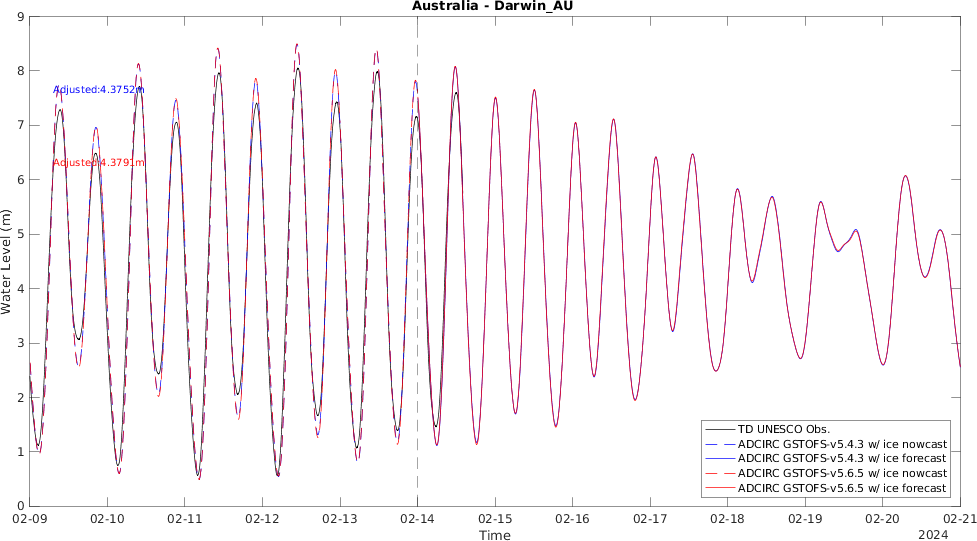 Australia - Darwin_AU
9
8
7
6
5
4
3
2
1
0
Water Level (m)
Adjusted:4.3752m
Adjusted:4.3791m
TD UNESCO Obs.
ADCIRC GSTOFS-v5.4.3 w/ ice nowcast
ADCIRC GSTOFS-v5.4.3 w/ ice forecast
ADCIRC GSTOFS-v5.6.5 w/ ice nowcast
ADCIRC GSTOFS-v5.6.5 w/ ice forecast
02-09 02-10 02-11 02-12 02-13 02-14 02-15 02-16 02-17 02-18 02-19 02-20 02-21
Time
2024